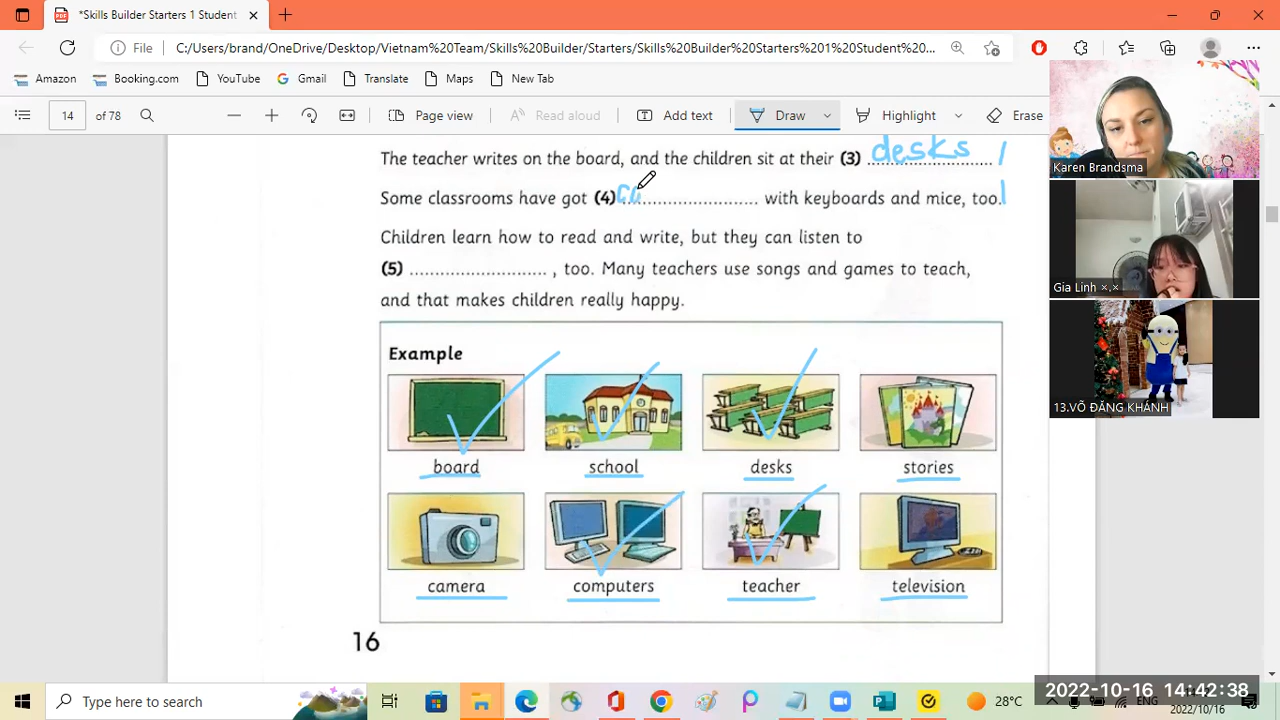 *Skills Builder Starters 1 Student
File
C:/Users/brand/OneDrive/Desktop/Vietnam%20Team/Skills%20Builder/Starters/Skills%20Builder%20Starters%201%20Student%20...
Amazon
Booking.com
YouTube
Gmail
Translate
Maps
New Tab
14 of 78
Page view
Read aloud
Add text
Draw
Highlight
Erase
The teacher writes on the board, and the children sit at their (3) desks
Some classrooms have got (4) ........................... with keyboards and mice, too.
Children learn how to read and write, but they can listen to
(5) ........................... , too. Many teachers use songs and games to teach,
and that makes children really happy.
Example
board school desks stories
camera computers teacher television
16
Karen Brandsma
Gia Linh ×.×
13.VÕ ĐĂNG KHÁNH
Type here to search
28°C
ENG
2022-10-16 14:42:38
2022/10/16